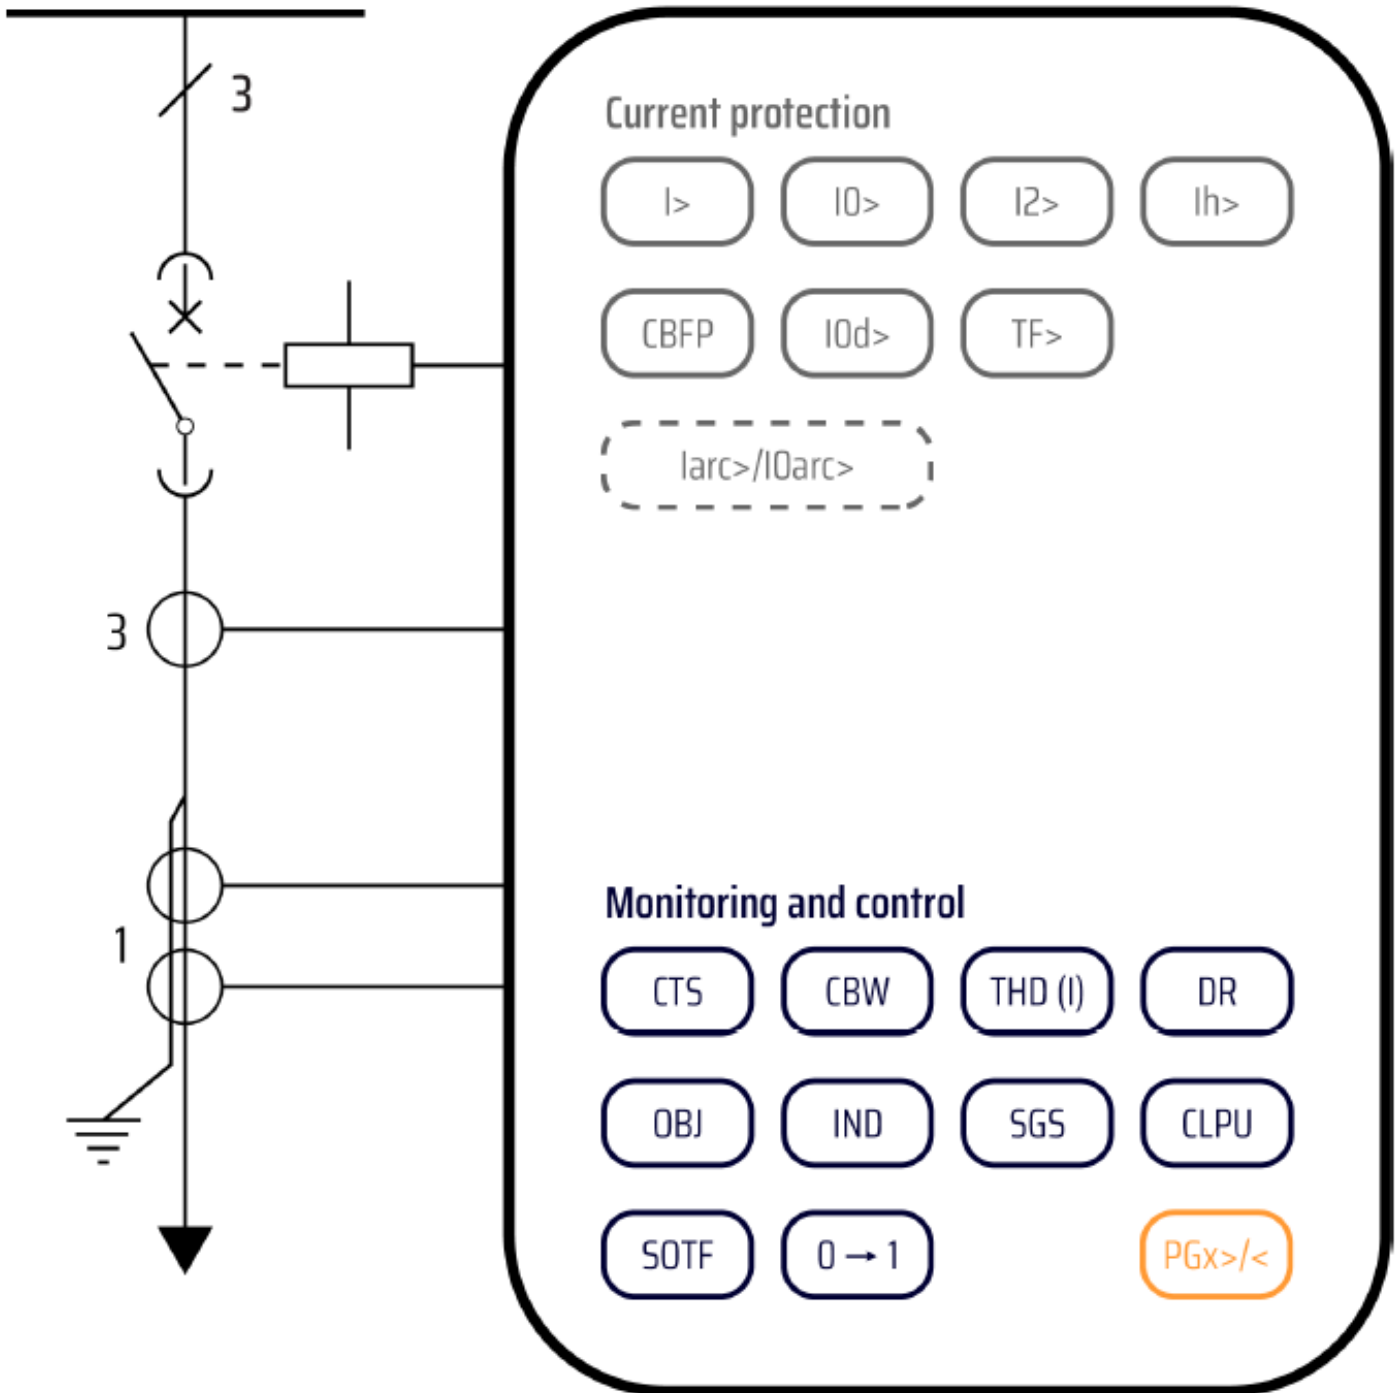 3
Current protection
I> I0> I2> Ih>
CBFP I0d> TF>
Iarc>/I0arc>
3
Monitoring and control
1
CTS CBW THD (I) DR
OBJ IND SGS CLPU
SOTF 0→1 PGx>/<